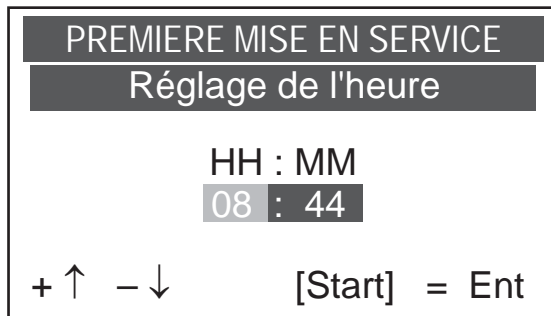 PREMIERE MISE EN SERVICE
Réglage de l'heure
HH : MM
08 : 44
+ ↑ – ↓ [Start] = Ent